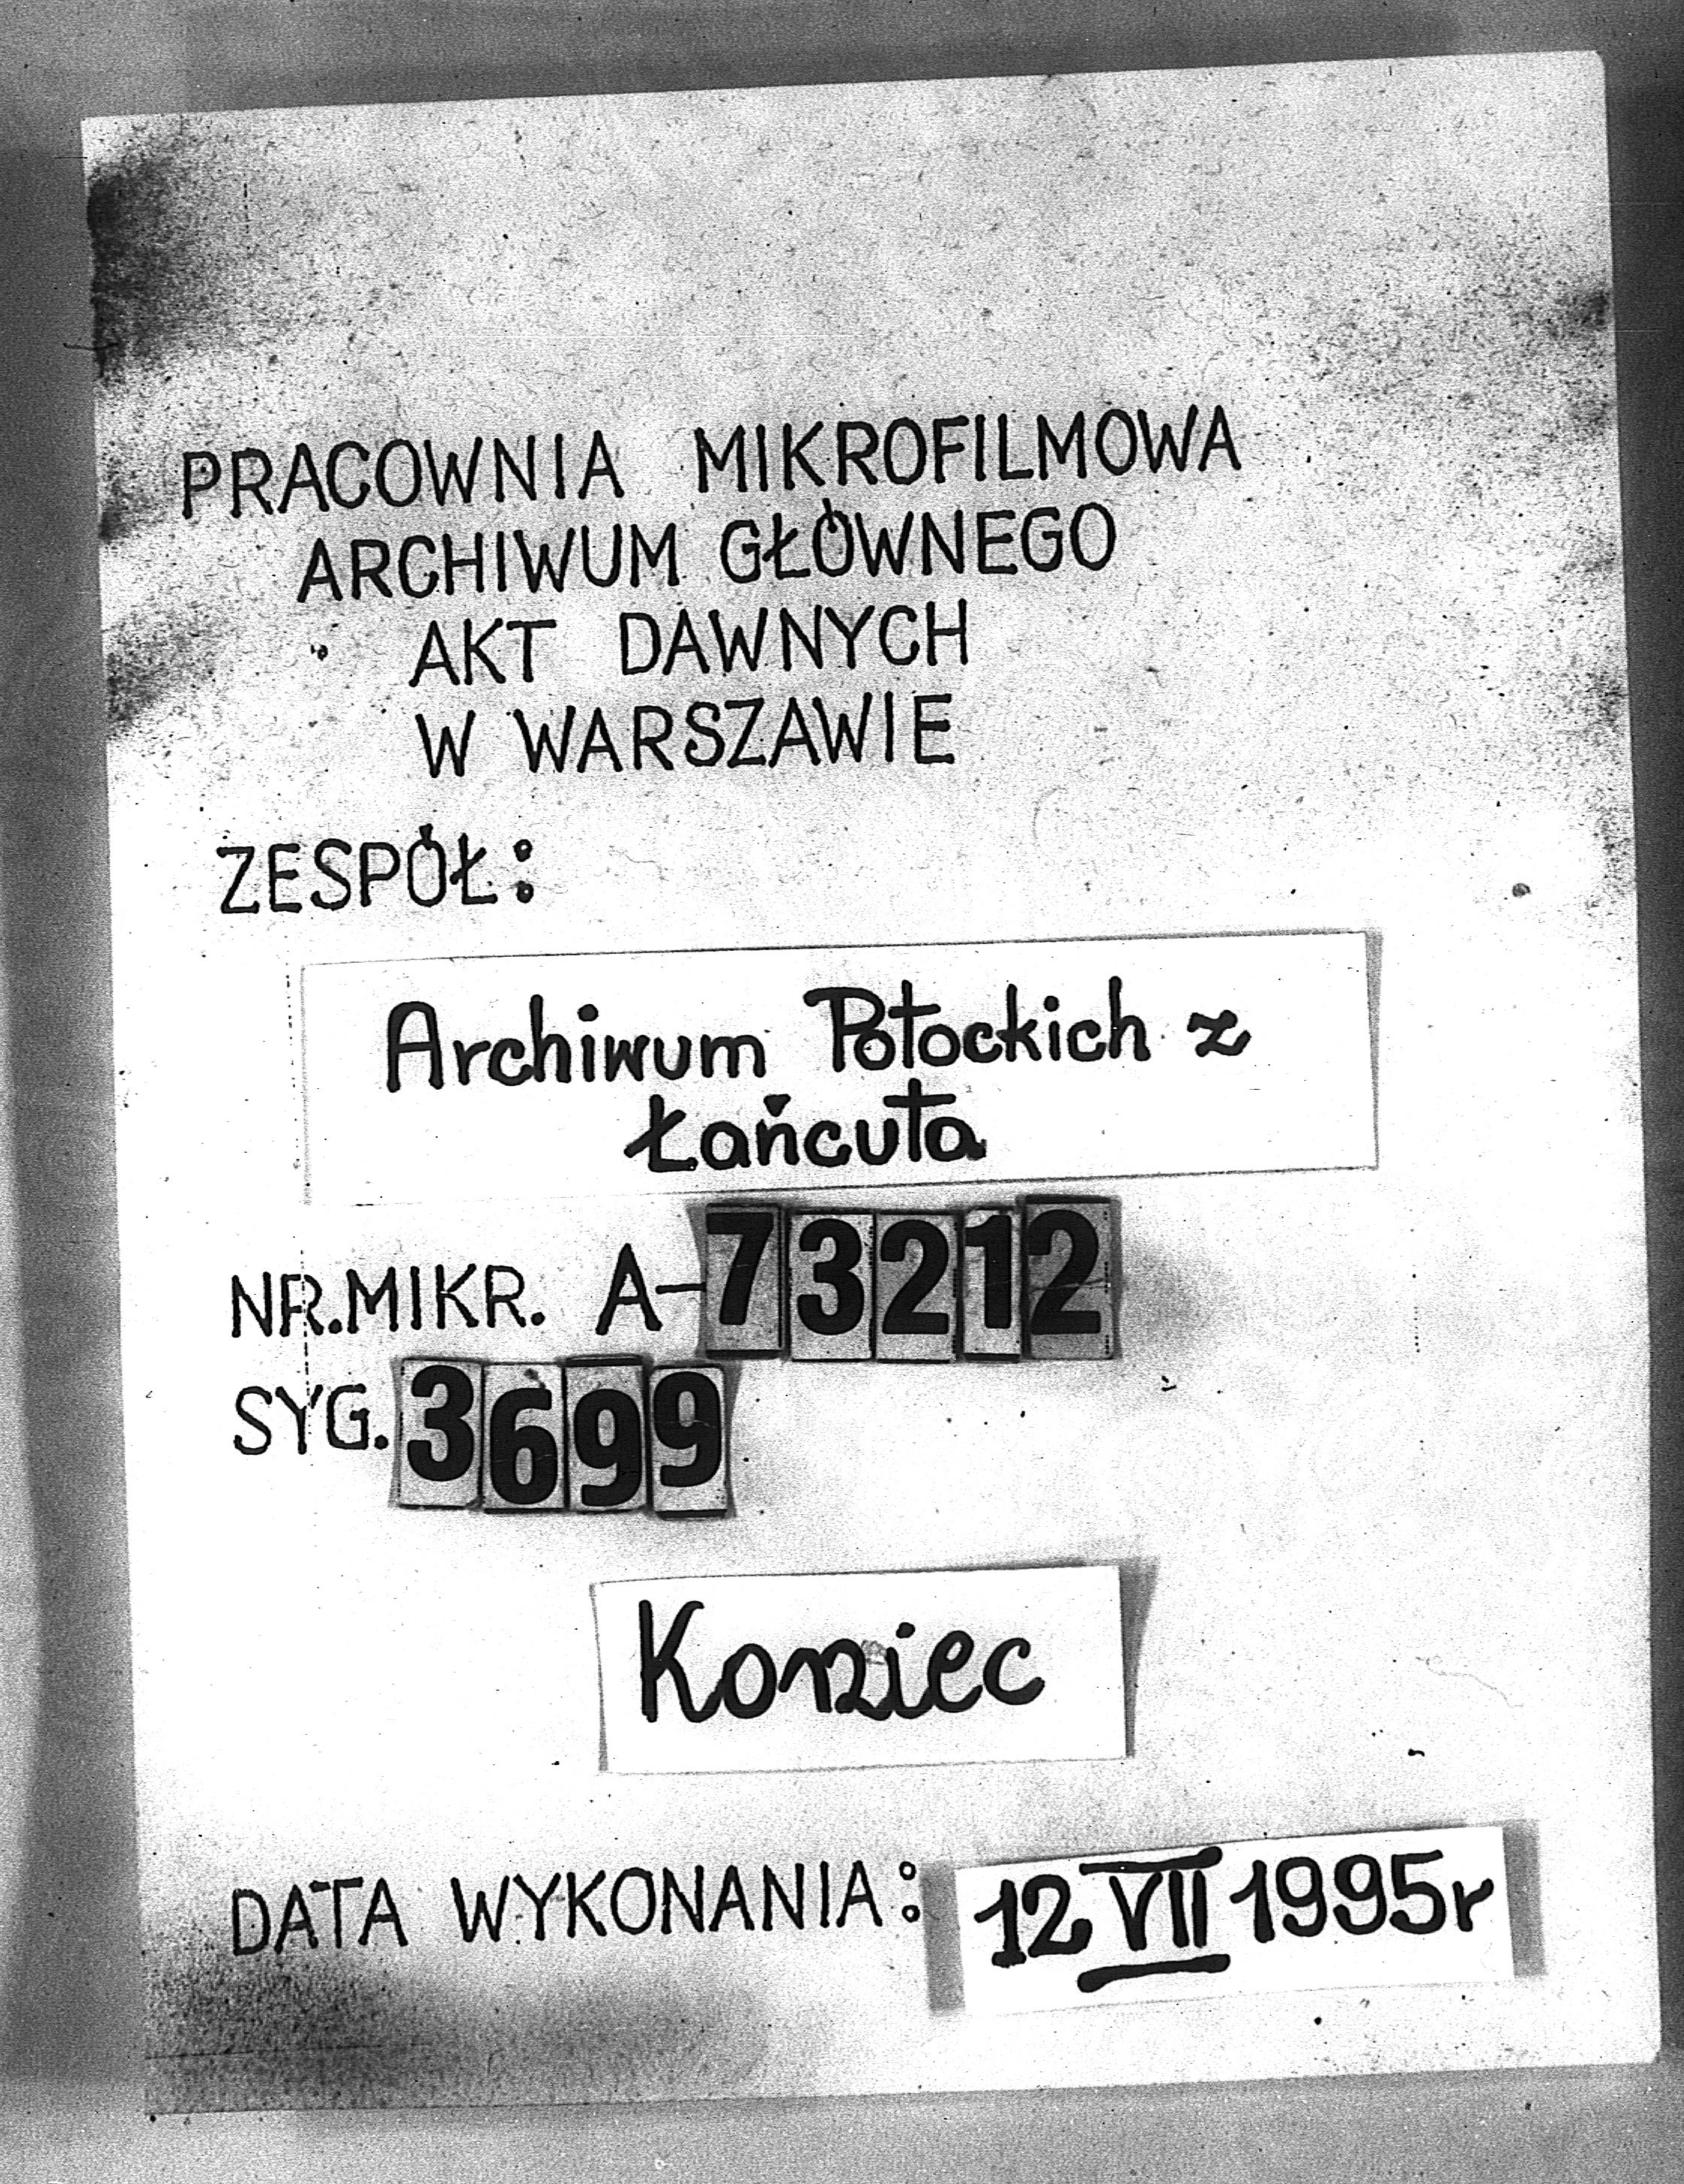 PRACOWNIA MIKROFILMOWA
ARCHIWUM GŁÓWNEGO
AKT DAWNYCH
W WARSZAWIE
ZESPÓŁ:
Archiwum Potockich z
Łańcuta
NR.MIKR. A-73212
SYG. 3699
Koniec
DATA WYKONANIA: 12 VII 1995r